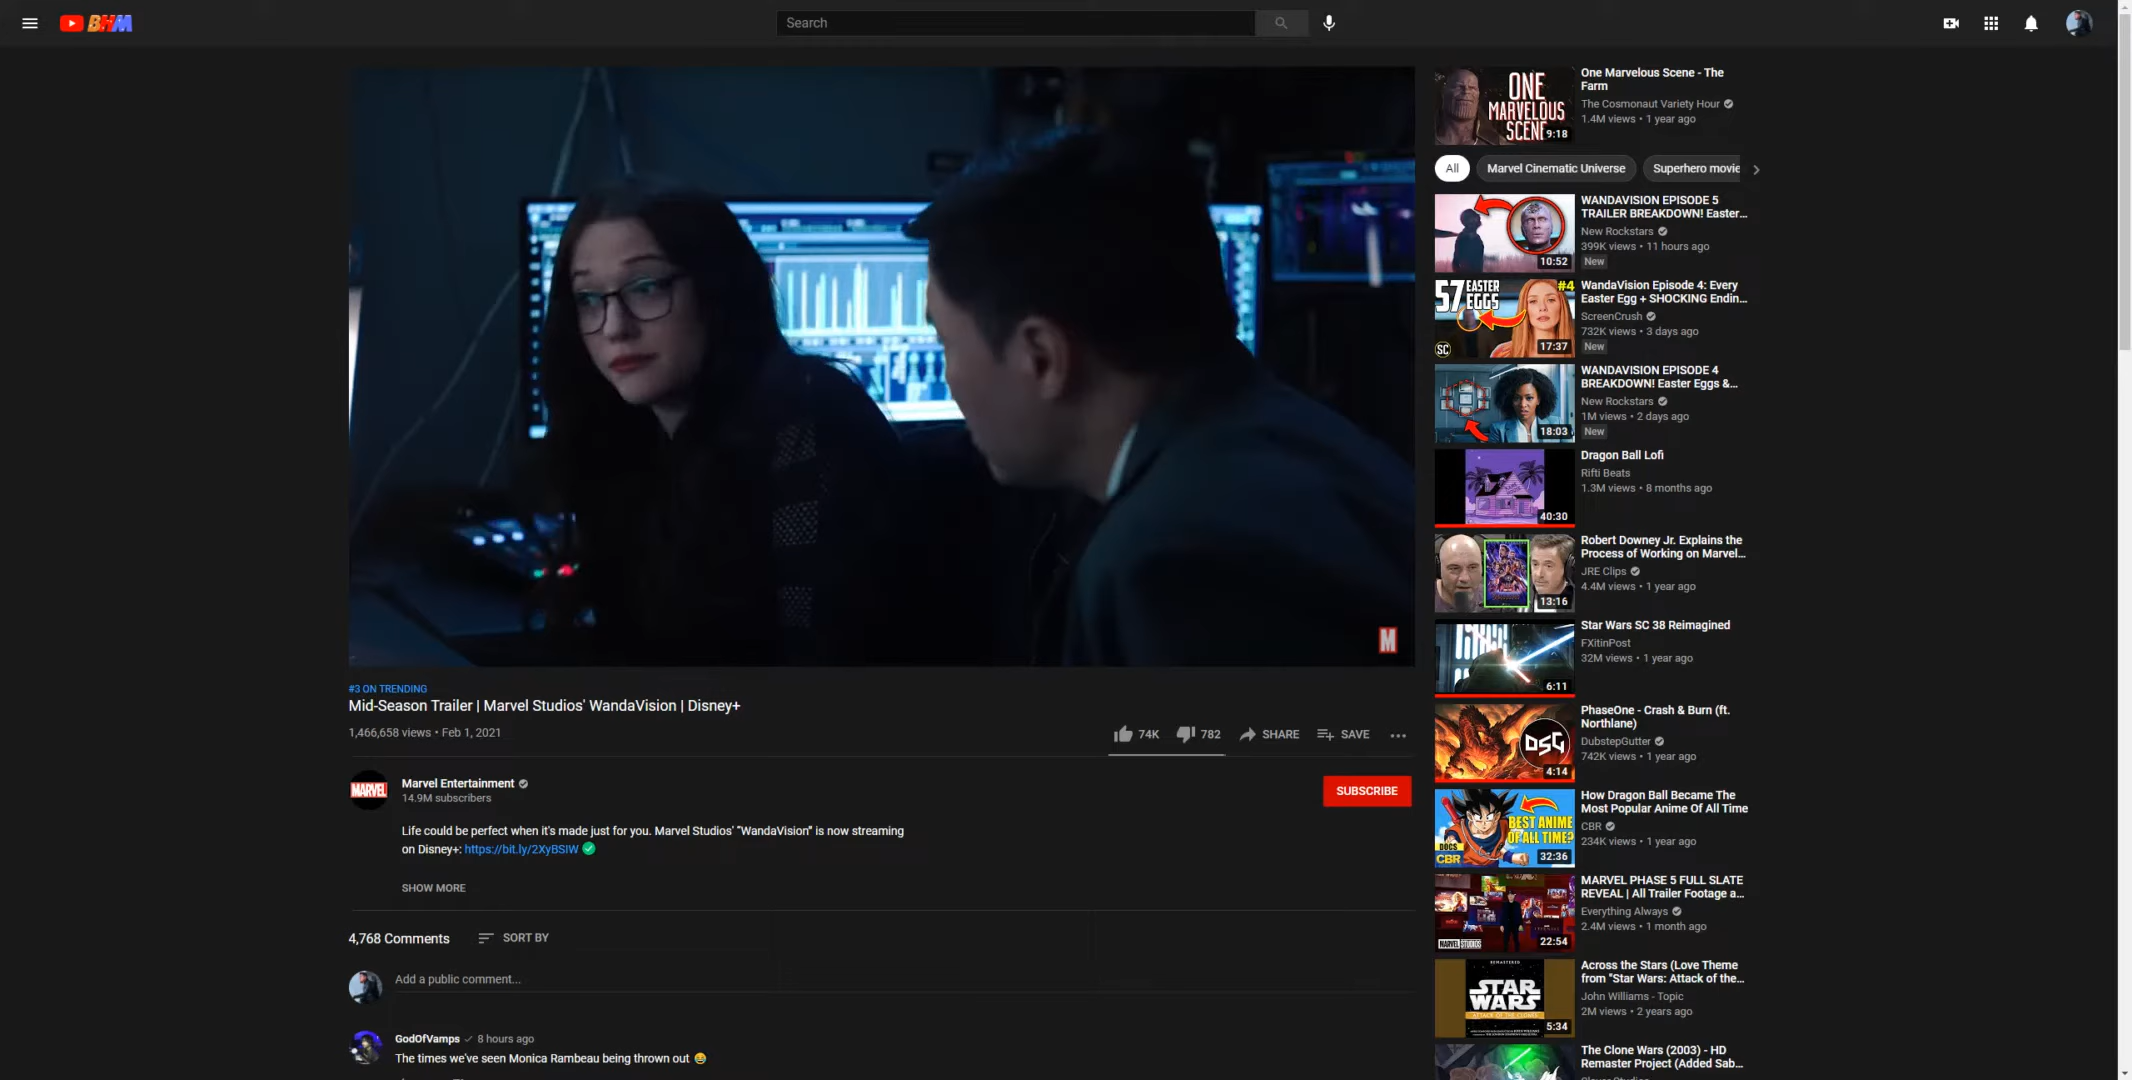 BHM
Search
#3 ON TRENDING
Mid-Season Trailer | Marvel Studios' WandaVision | Disney+
1,466,658 views • Feb 1, 2021
74K
782
SHARE
SAVE
MARVEL
Marvel Entertainment
14.9M subscribers
SUBSCRIBE
Life could be perfect when it's made just for you. Marvel Studios' "WandaVision" is now streaming
on Disney+: https://bit.ly/2XyBSIW
SHOW MORE
4,768 Comments
SORT BY
Add a public comment...
GodOfVamps
8 hours ago
The times we've seen Monica Rambeau being thrown out 😂
M
ONE
MARVELOUS
SCENE
9:18
One Marvelous Scene - The
Farm
The Cosmonaut Variety Hour
1.4M views • 1 year ago
All
Marvel Cinematic Universe
Superhero movie
10:52
WANDAVISION EPISODE 5
TRAILER BREAKDOWN! Easter...
New Rockstars
399K views • 11 hours ago
New
57 EASTER
EGGS
#4
SC
17:37
WandaVision Episode 4: Every
Easter Egg + SHOCKING Endin...
ScreenCrush
732K views • 3 days ago
New
18:03
WANDAVISION EPISODE 4
BREAKDOWN! Easter Eggs &...
New Rockstars
1M views • 2 days ago
New
40:30
Dragon Ball Lofi
Rifti Beats
1.3M views • 8 months ago
13:16
Robert Downey Jr. Explains the
Process of Working on Marvel...
JRE Clips
4.4M views • 1 year ago
6:11
Star Wars SC 38 Reimagined
FXitinPost
32M views • 1 year ago
DSG
4:14
PhaseOne - Crash & Burn (ft.
Northlane)
DubstepGutter
742K views • 1 year ago
BEST ANIME
OF ALL TIME?
DOCS
CBR
32:36
How Dragon Ball Became The
Most Popular Anime Of All Time
CBR
234K views • 1 year ago
MARVEL STUDIOS
22:54
MARVEL PHASE 5 FULL SLATE
REVEAL | All Trailer Footage a...
Everything Always
2.4M views • 1 month ago
REMASTERED
STAR
WARS
ATTACK OF THE CLONES
5:34
Across the Stars (Love Theme
from "Star Wars: Attack of the...
John Williams - Topic
2M views • 2 years ago
The Clone Wars (2003) - HD
Remaster Project (Added Sab...